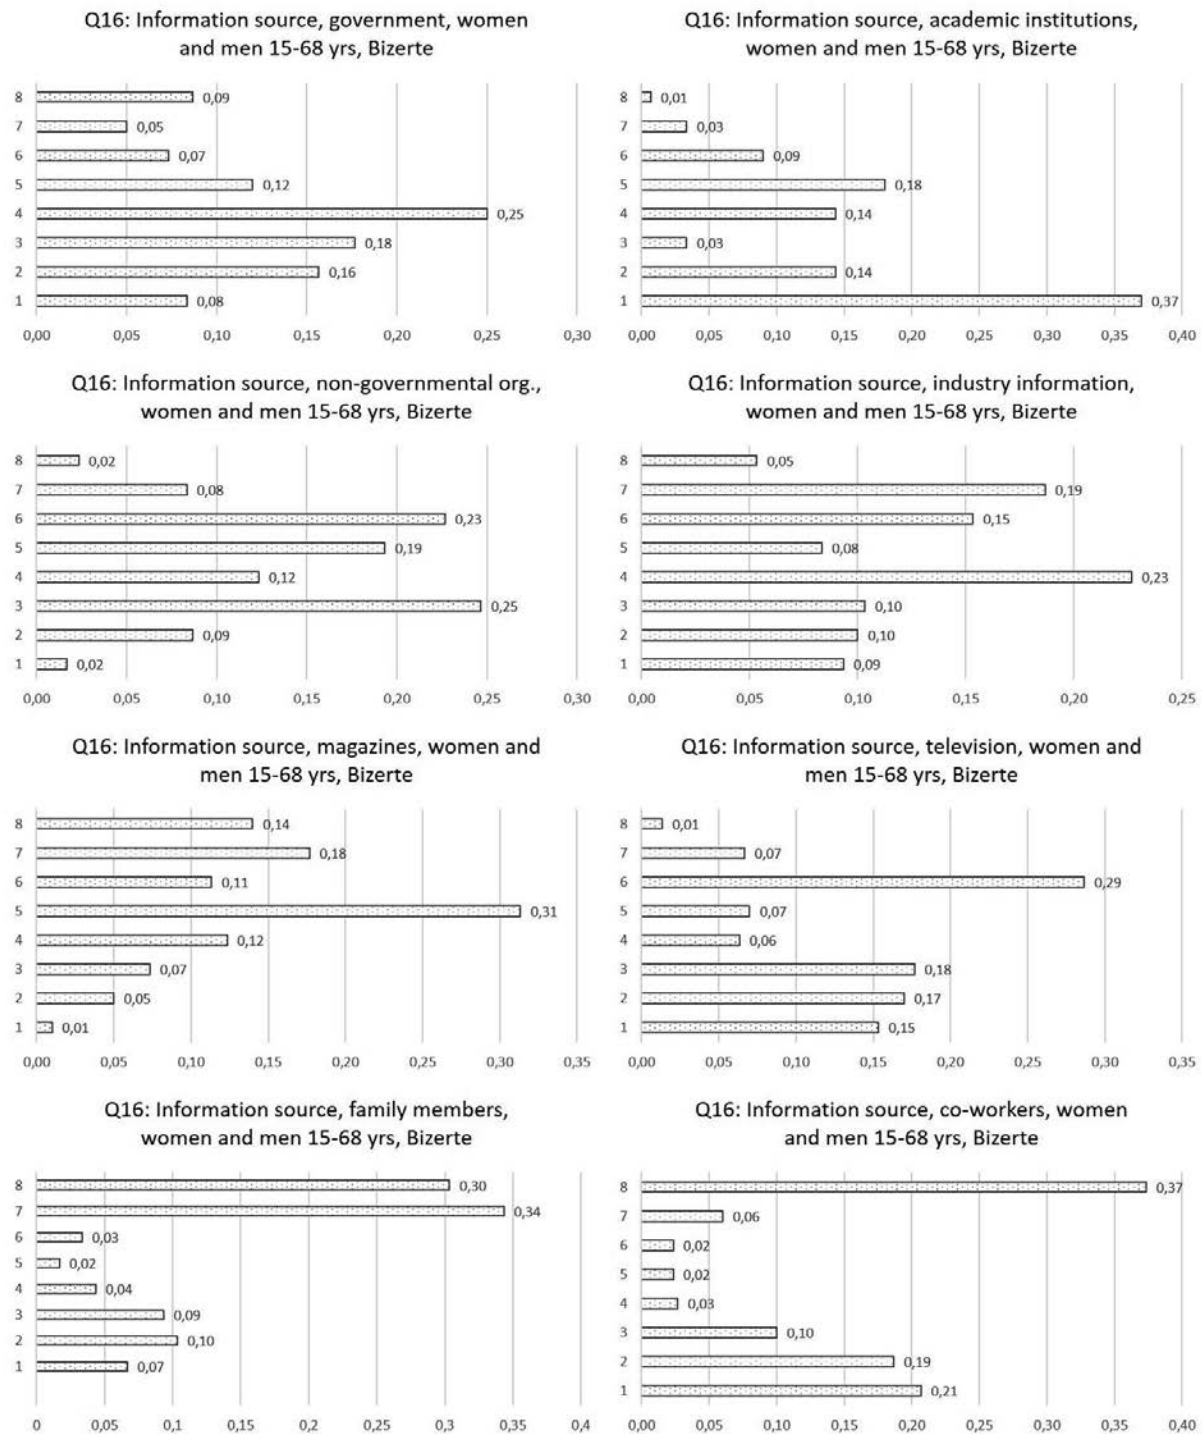 Q16: Information source, government, women
and men 15-68 yrs, Bizerte
8 0,09
7 0,05
6 0,07
5 0,12
4 0,25
3 0,18
2 0,16
1 0,08
0,00 0,05 0,10 0,15 0,20 0,25 0,30
Q16: Information source, academic institutions,
women and men 15-68 yrs, Bizerte
8 0,01
7 0,03
6 0,09
5 0,18
4 0,14
3 0,03
2 0,14
1 0,37
0,00 0,05 0,10 0,15 0,20 0,25 0,30 0,35 0,40
Q16: Information source, non-governmental org.,
women and men 15-68 yrs, Bizerte
8 0,02
7 0,08
6 0,23
5 0,19
4 0,12
3 0,25
2 0,09
1 0,02
0,00 0,05 0,10 0,15 0,20 0,25 0,30
Q16: Information source, industry information,
women and men 15-68 yrs, Bizerte
8 0,05
7 0,19
6 0,15
5 0,08
4 0,23
3 0,10
2 0,10
1 0,09
0,00 0,05 0,10 0,15 0,20 0,25
Q16: Information source, magazines, women and
men 15-68 yrs, Bizerte
8 0,14
7 0,18
6 0,11
5 0,31
4 0,12
3 0,07
2 0,05
1 0,01
0,00 0,05 0,10 0,15 0,20 0,25 0,30 0,35
Q16: Information source, television, women and
men 15-68 yrs, Bizerte
8 0,01
7 0,07
6 0,29
5 0,07
4 0,06
3 0,18
2 0,17
1 0,15
0,00 0,05 0,10 0,15 0,20 0,25 0,30 0,35
Q16: Information source, family members,
women and men 15-68 yrs, Bizerte
8 0,30
7 0,34
6 0,03
5 0,02
4 0,04
3 0,09
2 0,10
1 0,07
0 0,05 0,1 0,15 0,2 0,25 0,3 0,35 0,4
Q16: Information source, co-workers, women
and men 15-68 yrs, Bizerte
8 0,37
7 0,06
6 0,02
5 0,02
4 0,03
3 0,10
2 0,19
1 0,21
0,00 0,05 0,10 0,15 0,20 0,25 0,30 0,35 0,40